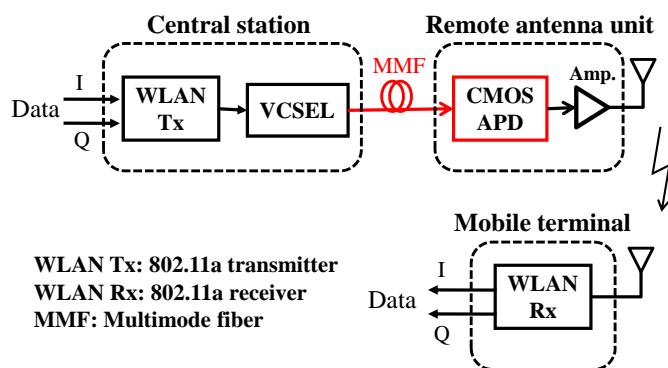 Central station
Remote antenna unit
MMF
Amp.
I
Data
Q
WLAN
Tx
VCSEL
CMOS
APD
Mobile terminal
WLAN Tx: 802.11a transmitter
WLAN Rx: 802.11a receiver
MMF: Multimode fiber
I
Data
Q
WLAN
Rx